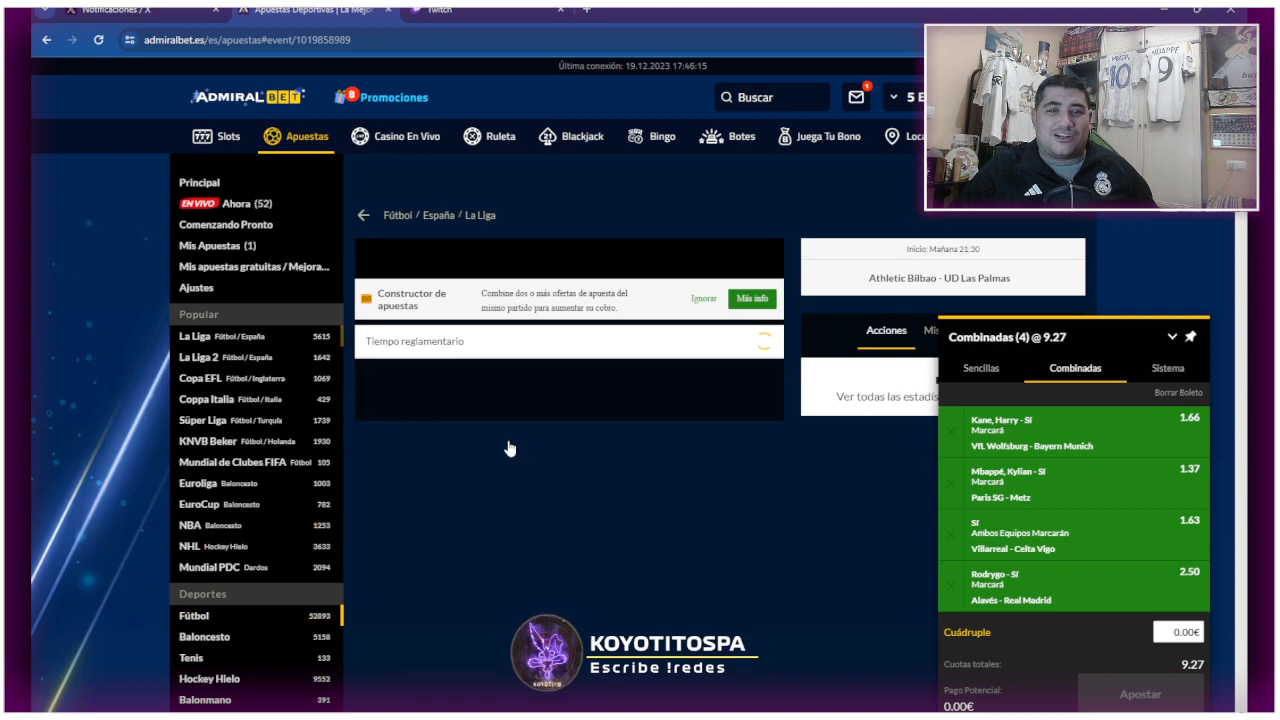 Notificaciones / X
Apuestas Deportivas | La Mejor
Twitch
admiralbet.es/es/apuestas#event/1019858989
Última conexión: 19.12.2023 17:46:15
ADMIRALBET
8 Promociones
Buscar
1
5 E
777 Slots
Apuestas
Casino En Vivo
Ruleta
Blackjack
Bingo
Botes
Juega Tu Bono
Loca
Principal
EN VIVO Ahora (52)
Comenzando Pronto
Mis Apuestas (1)
Mis apuestas gratuitas / Mejora...
Ajustes
Popular
La Liga Fútbol / España 5615
La Liga 2 Fútbol / España 1642
Copa EFL Fútbol / Inglaterra 1069
Coppa Italia Fútbol / Italia 429
Süper Liga Fútbol / Turquía 1739
KNVB Beker Fútbol / Holanda 1930
Mundial de Clubes FIFA Fútbol 105
Euroliga Baloncesto 1003
EuroCup Baloncesto 782
NBA Baloncesto 1253
NHL Hockey Hielo 3633
Mundial PDC Dardos 2094
Deportes
Fútbol 52893
Baloncesto 5158
Tenis 133
Hockey Hielo 9552
Balonmano 391
Fútbol / España / La Liga
Constructor de
apuestas
Combine dos o más ofertas de apuesta del
mismo partido para aumentar su cobro.
Ignorar
Más info
Tiempo reglamentario
Inicio: Mañana 21:30
Athletic Bilbao - UD Las Palmas
Acciones
Mis
Ver todas las estadís
Combinadas (4) @ 9.27
Sencillas
Combinadas
Sistema
Borrar Boleto
Kane, Harry - Sí 1.66
Marcará
VfL Wolfsburg - Bayern Munich
Mbappé, Kylian - Sí 1.37
Marcará
Paris SG - Metz
Sí 1.63
Ambos Equipos Marcarán
Villarreal - Celta Vigo
Rodrygo - Sí 2.50
Marcará
Alavés - Real Madrid
Cuádruple 0.00€
Cuotas totales: 9.27
Pago Potencial:
0.00€
Apostar
KOYOTITOSPA
Escribe !redes
KOYOTITO
MBAPPÉ
10
MBAPPÉ
9